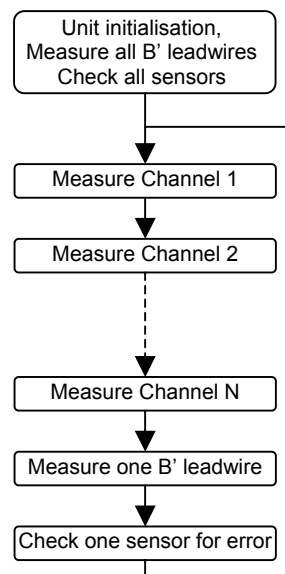 Unit initialisation,
Measure all B' leadwires
Check all sensors
Measure Channel 1
Measure Channel 2
Measure Channel N
Measure one B' leadwire
Check one sensor for error